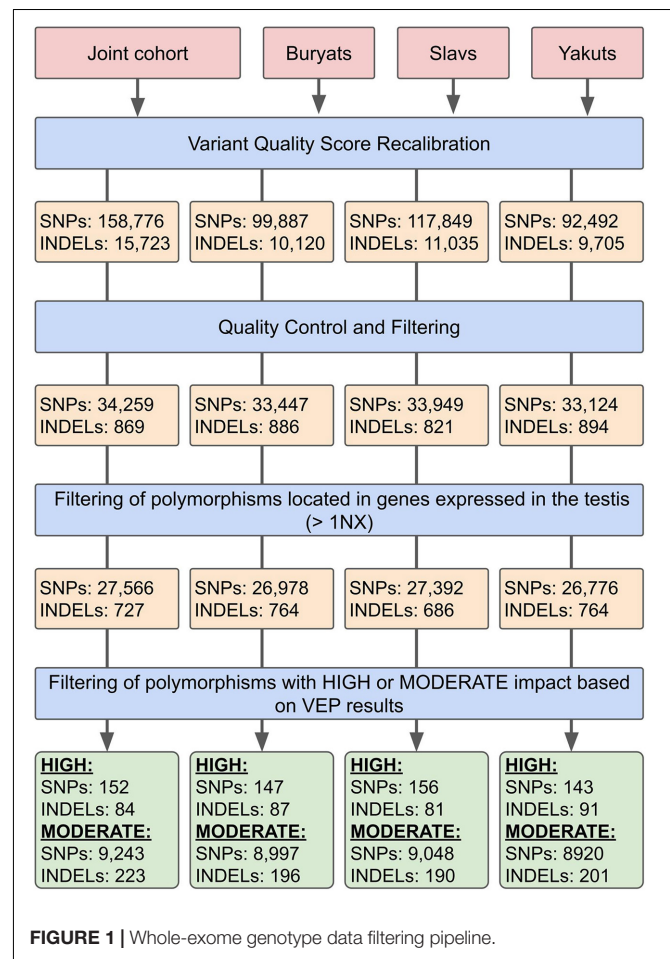 Joint cohort
Buryats
Slavs
Yakuts
Variant Quality Score Recalibration
SNPs: 158,776
INDELs: 15,723
SNPs: 99,887
INDELs: 10,120
SNPs: 117,849
INDELs: 11,035
SNPs: 92,492
INDELs: 9,705
Quality Control and Filtering
SNPs: 34,259
INDELs: 869
SNPs: 33,447
INDELs: 886
SNPs: 33,949
INDELs: 821
SNPs: 33,124
INDELs: 894
Filtering of polymorphisms located in genes expressed in the testis
(> 1NX)
SNPs: 27,566
INDELs: 727
SNPs: 26,978
INDELs: 764
SNPs: 27,392
INDELs: 686
SNPs: 26,776
INDELs: 764
Filtering of polymorphisms with HIGH or MODERATE impact based
on VEP results
HIGH:
SNPs: 152
INDELs: 84
MODERATE:
SNPs: 9,243
INDELs: 223
HIGH:
SNPs: 147
INDELs: 87
MODERATE:
SNPs: 8,997
INDELs: 196
HIGH:
SNPs: 156
INDELs: 81
MODERATE:
SNPs: 9,048
INDELs: 190
HIGH:
SNPs: 143
INDELs: 91
MODERATE:
SNPs: 8920
INDELs: 201
FIGURE 1 | Whole-exome genotype data filtering pipeline.